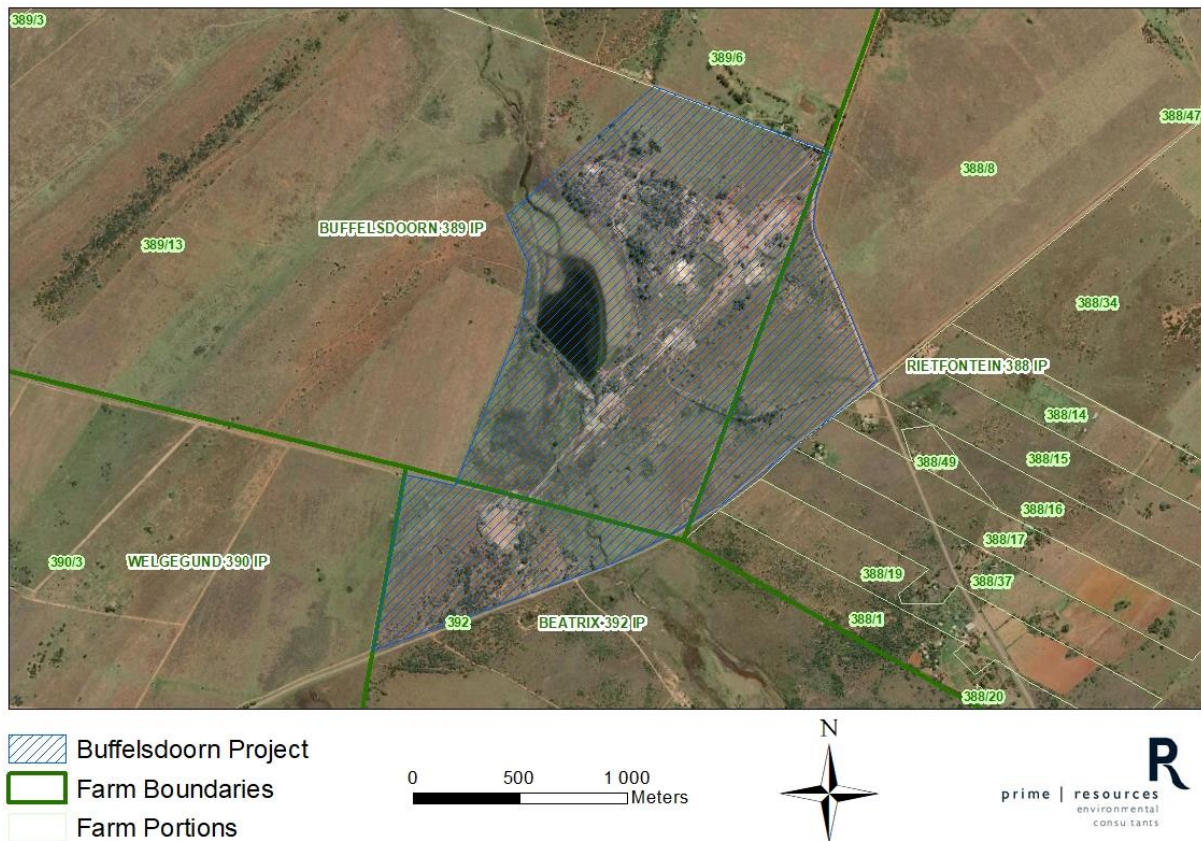 389/3
389/6
388/47
388/8
BUFFELSDOORN 389 IP
389/13
388/34
RIETFONTEIN 388 IP
388/14
388/49
388/15
388/16
388/17
390/3
WELGEGUND 390 IP
388/19
388/37
392
BEATRIX 392 IP
388/1
388/20
Buffelsdoorn Project
Farm Boundaries
Farm Portions
0 500 1 000
Meters
N
R
prime | resources
environmental
consultants